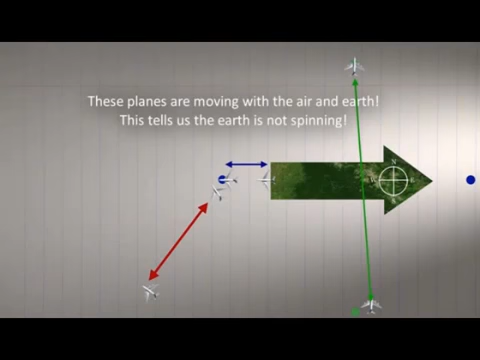 These planes are moving with the air and earth!
This tells us the earth is not spinning!
N
W
E
S